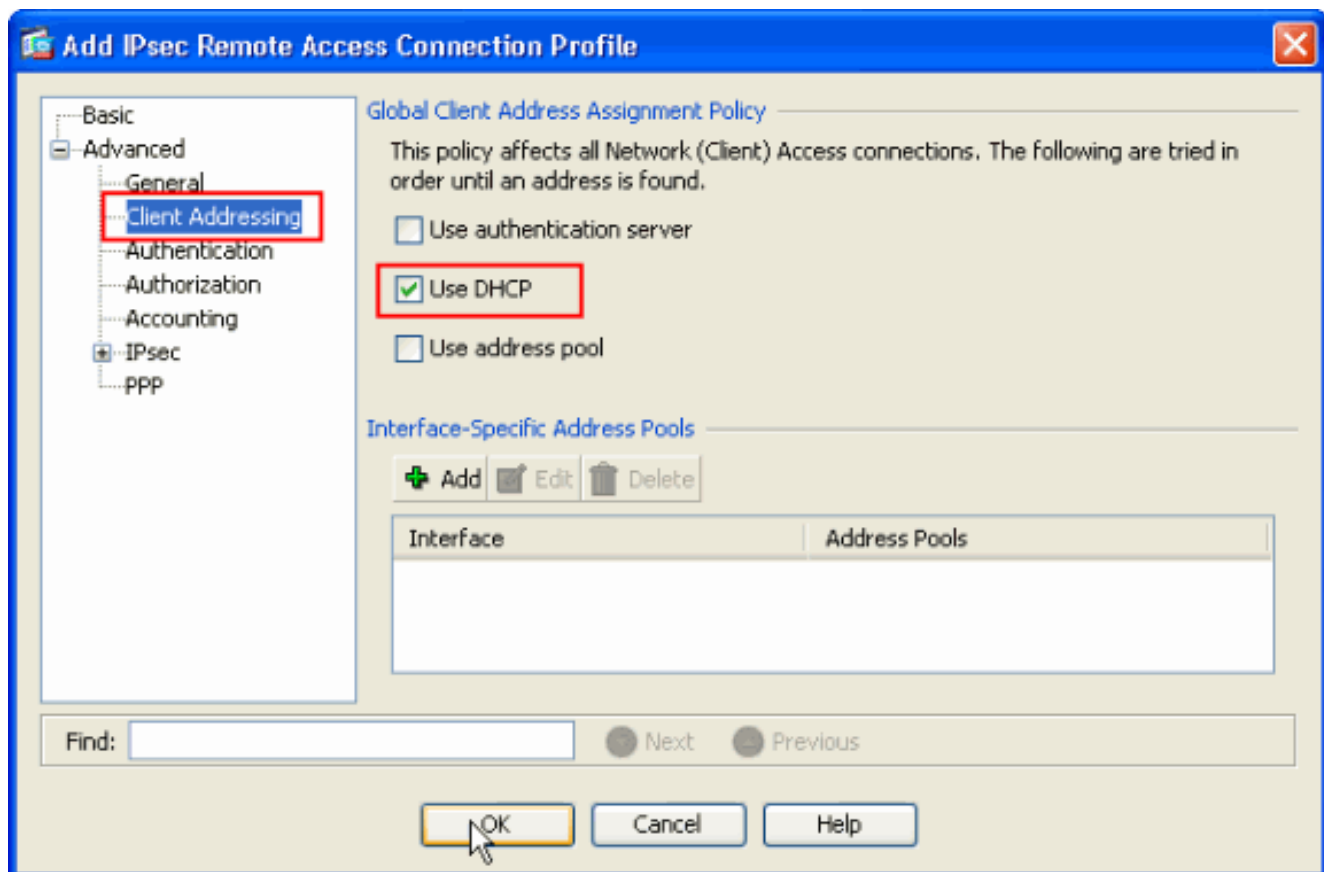 Add IPsec Remote Access Connection Profile
Basic
Advanced
General
Client Addressing
Authentication
Authorization
Accounting
IPsec
PPP
Global Client Address Assignment Policy
This policy affects all Network (Client) Access connections. The following are tried in
order until an address is found.
Use authentication server
Use DHCP
Use address pool
Interface-Specific Address Pools
Add Edit Delete
Interface Address Pools
Find: Next Previous
OK Cancel Help